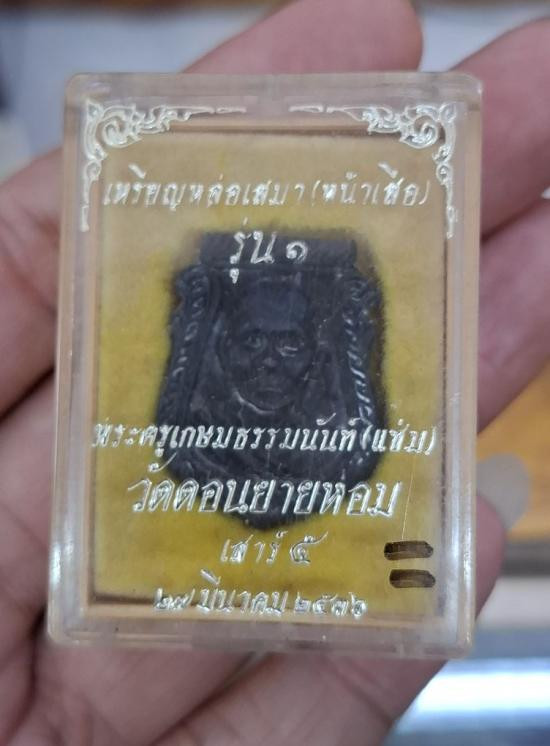 เหรียญหล่อเสมา(หน้าเสือ)
รุ่น ๑
พระครูเกษมธรรมนันท์(แช่ม)
วัดดอนยายหอม
เสาร์ ๕
๒๗ มีนาคม ๒๕๓๖